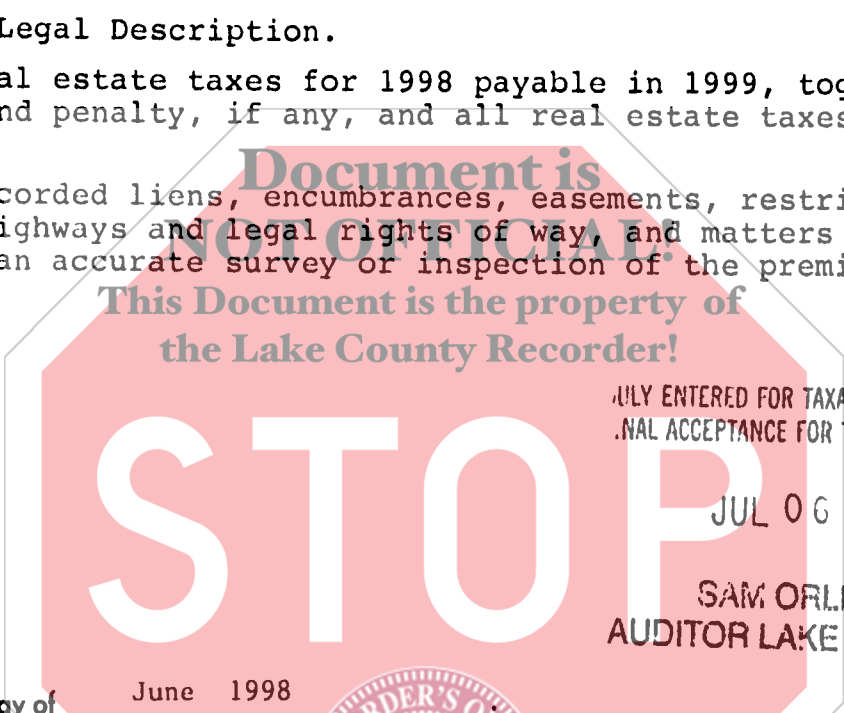 Legal Description.
al estate taxes for 1998 payable in 1999, tog
nd penalty, if any, and all real estate taxes
Document is
corded liens, encumbrances, easements, restri
ighways and legal rights of way, and matters
NOT OFFICIAL!
an accurate survey or inspection of the premi
This Document is the property of
the Lake County Recorder!
ULY ENTERED FOR TAXA
NAL ACCEPTANCE FOR T
STOP
JUL 06
SAM ORL
AUDITOR LAKE
June 1998
ay of
RDER'S O